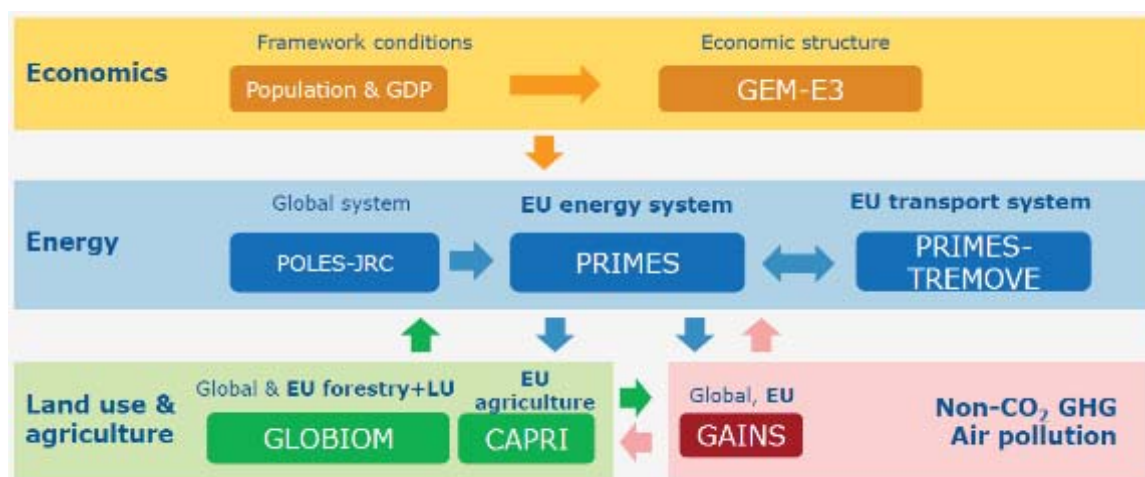 Framework conditions
Economic structure
Economics
Population & GDP
GEM-E3
Global system
EU energy system
EU transport system
Energy
POLES-JRC
PRIMES
PRIMES-
TREMOVE
Global & EU forestry+LU
EU
agriculture
Global, EU
Land use &
agriculture
GLOBIOM
CAPRI
GAINS
Non-CO₂ GHG
Air pollution